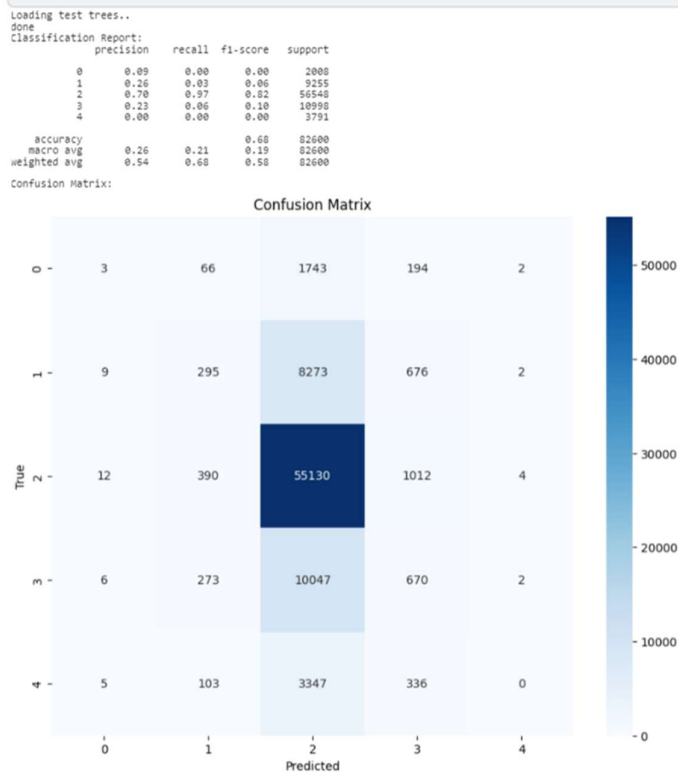 Loading test trees..
done
Classification Report:
precision recall f1-score support
0 0.09 0.00 0.00 2008
1 0.26 0.03 0.06 9255
2 0.70 0.97 0.82 56548
3 0.23 0.06 0.10 10998
4 0.00 0.00 0.00 3791
accuracy 0.68 82600
macro avg 0.26 0.21 0.19 82600
weighted avg 0.54 0.68 0.58 82600
Confusion Matrix:
Confusion Matrix
0 3 66 1743 194 2
1 9 295 8273 676 2
2 12 390 55130 1012 4
3 6 273 10047 670 2
4 5 103 3347 336 0
0 1 2 3 4
Predicted
True
50000
40000
30000
20000
10000
0